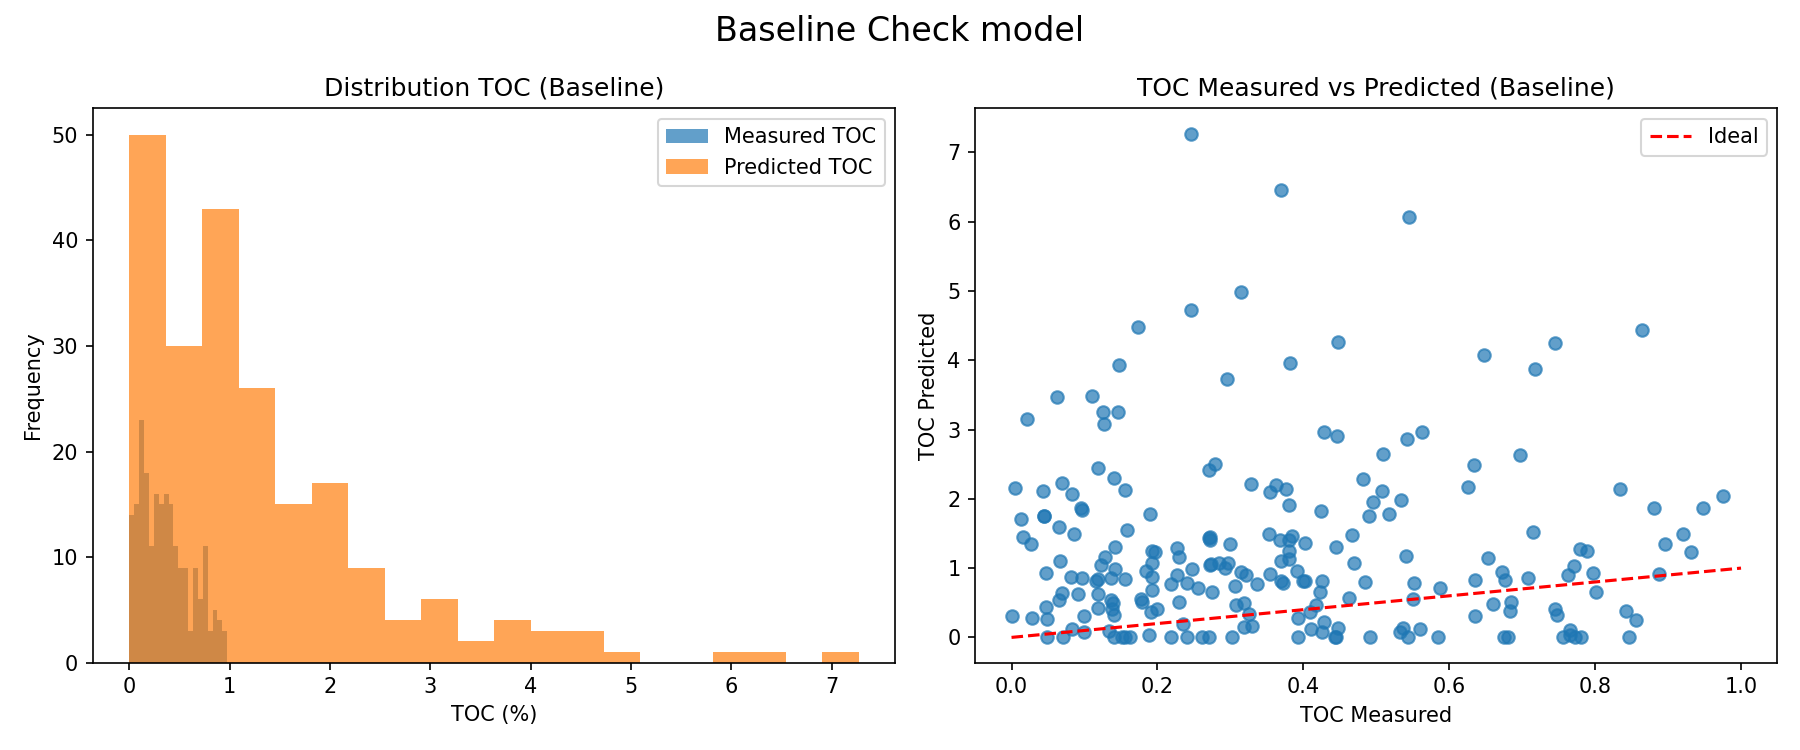 Baseline Check model
Distribution TOC (Baseline)
50
40
30
20
10
0
Frequency
0 1 2 3 4 5 6 7
TOC (%)
Measured TOC
Predicted TOC
TOC Measured vs Predicted (Baseline)
7
6
5
4
3
2
1
0
TOC Predicted
0.0 0.2 0.4 0.6 0.8 1.0
TOC Measured
Ideal